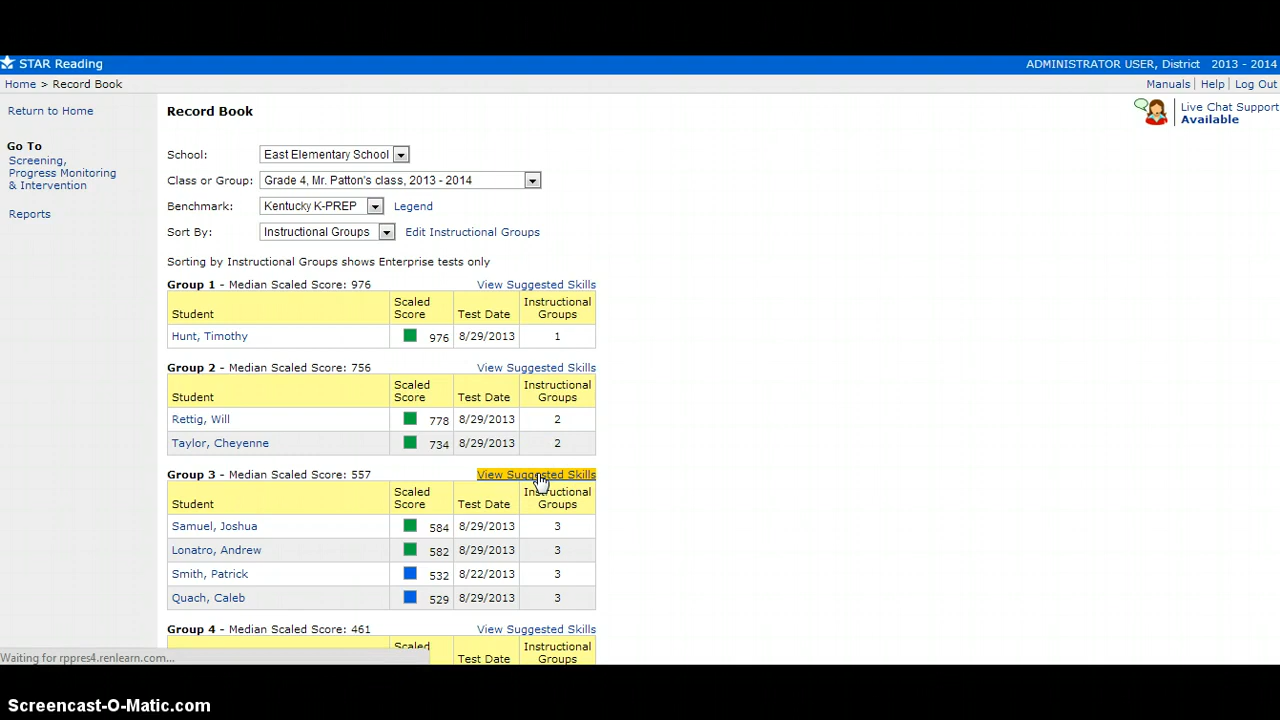 STAR Reading ADMINISTRATOR USER, District 2013 - 2014
Home > Record Book Manuals Help Log Out
Return to Home Record Book Live Chat Support
Available
Go To
Screening,
Progress Monitoring
& Intervention
Reports
School: East Elementary School
Class or Group: Grade 4, Mr. Patton's class, 2013 - 2014
Benchmark: Kentucky K-PREP Legend
Sort By: Instructional Groups Edit Instructional Groups
Sorting by Instructional Groups shows Enterprise tests only
Group 1 - Median Scaled Score: 976 View Suggested Skills
Student Scaled Score Test Date Instructional Groups
Hunt, Timothy 976 8/29/2013 1
Group 2 - Median Scaled Score: 756 View Suggested Skills
Student Scaled Score Test Date Instructional Groups
Rettig, Will 778 8/29/2013 2
Taylor, Cheyenne 734 8/29/2013 2
Group 3 - Median Scaled Score: 557 View Suggested Skills
Student Scaled Score Test Date Instructional Groups
Samuel, Joshua 584 8/29/2013 3
Lonatro, Andrew 582 8/29/2013 3
Smith, Patrick 532 8/22/2013 3
Quach, Caleb 529 8/29/2013 3
Group 4 - Median Scaled Score: 461 View Suggested Skills
Scaled Test Date Instructional Groups
Waiting for rppres4.renlearn.com...
Screencast-O-Matic.com